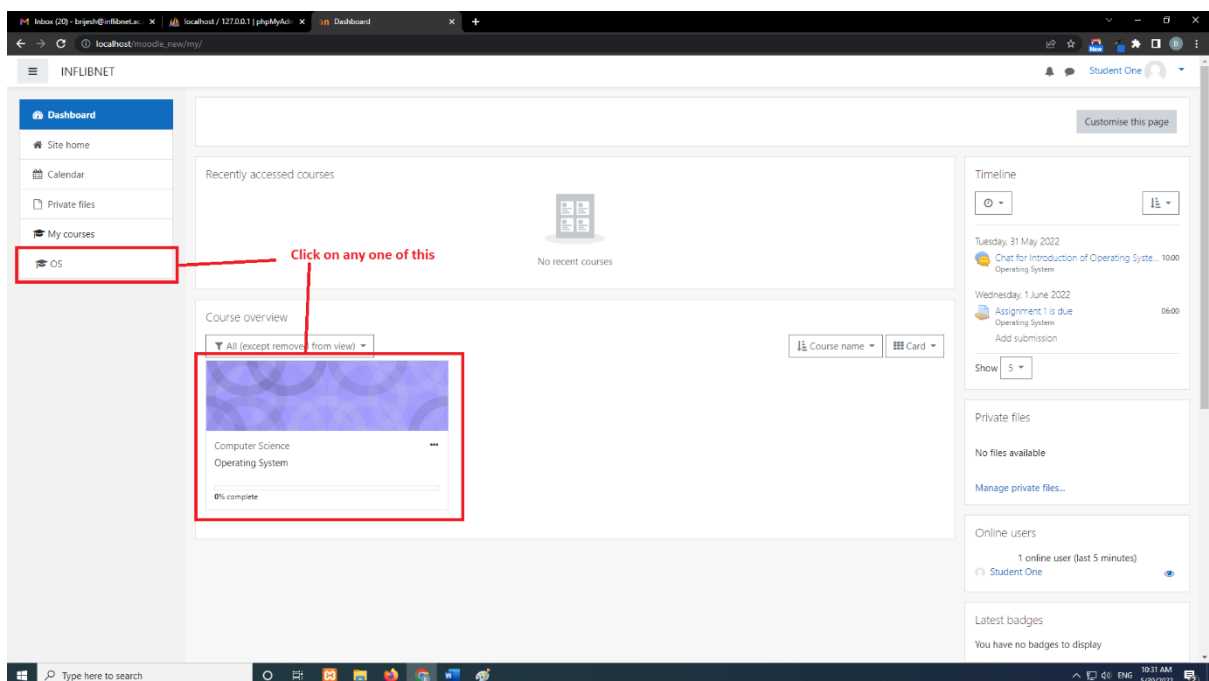 Inbox (20) - brijesh@inflibnet.ac.
localhost / 127.0.0.1 | phpMyAdn
Dashboard
localhost/moodle_new/my/
New
INFLIBNET
Student One
Dashboard
Customise this page
Site home
Calendar
Private files
My courses
OS
Recently accessed courses
No recent courses
Click on any one of this
Course overview
All (except removed from view)
Course name
Card
Computer Science
Operating System
0% complete
Timeline
Tuesday, 31 May 2022
Chat for Introduction of Operating Syste... 10:00
Operating System
Wednesday, 1 June 2022
Assignment 1 is due 06:00
Operating System
Add submission
Show 5
Private files
No files available
Manage private files...
Online users
1 online user (last 5 minutes)
Student One
Latest badges
You have no badges to display
Type here to search
ENG
10:31 AM
5/30/2022